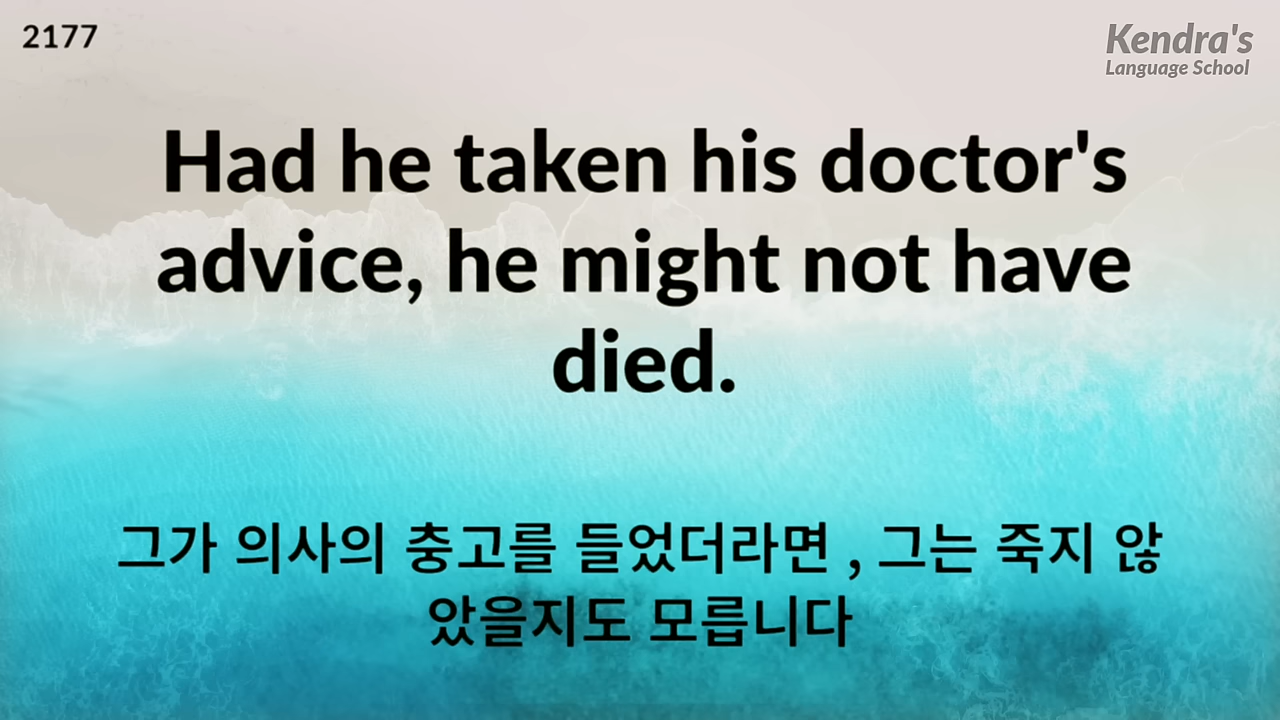 2177
Kendra's
Language School
Had he taken his doctor's
advice, he might not have
died.
그가 의사의 충고를 들었더라면 , 그는 죽지 않
았을지도 모릅니다